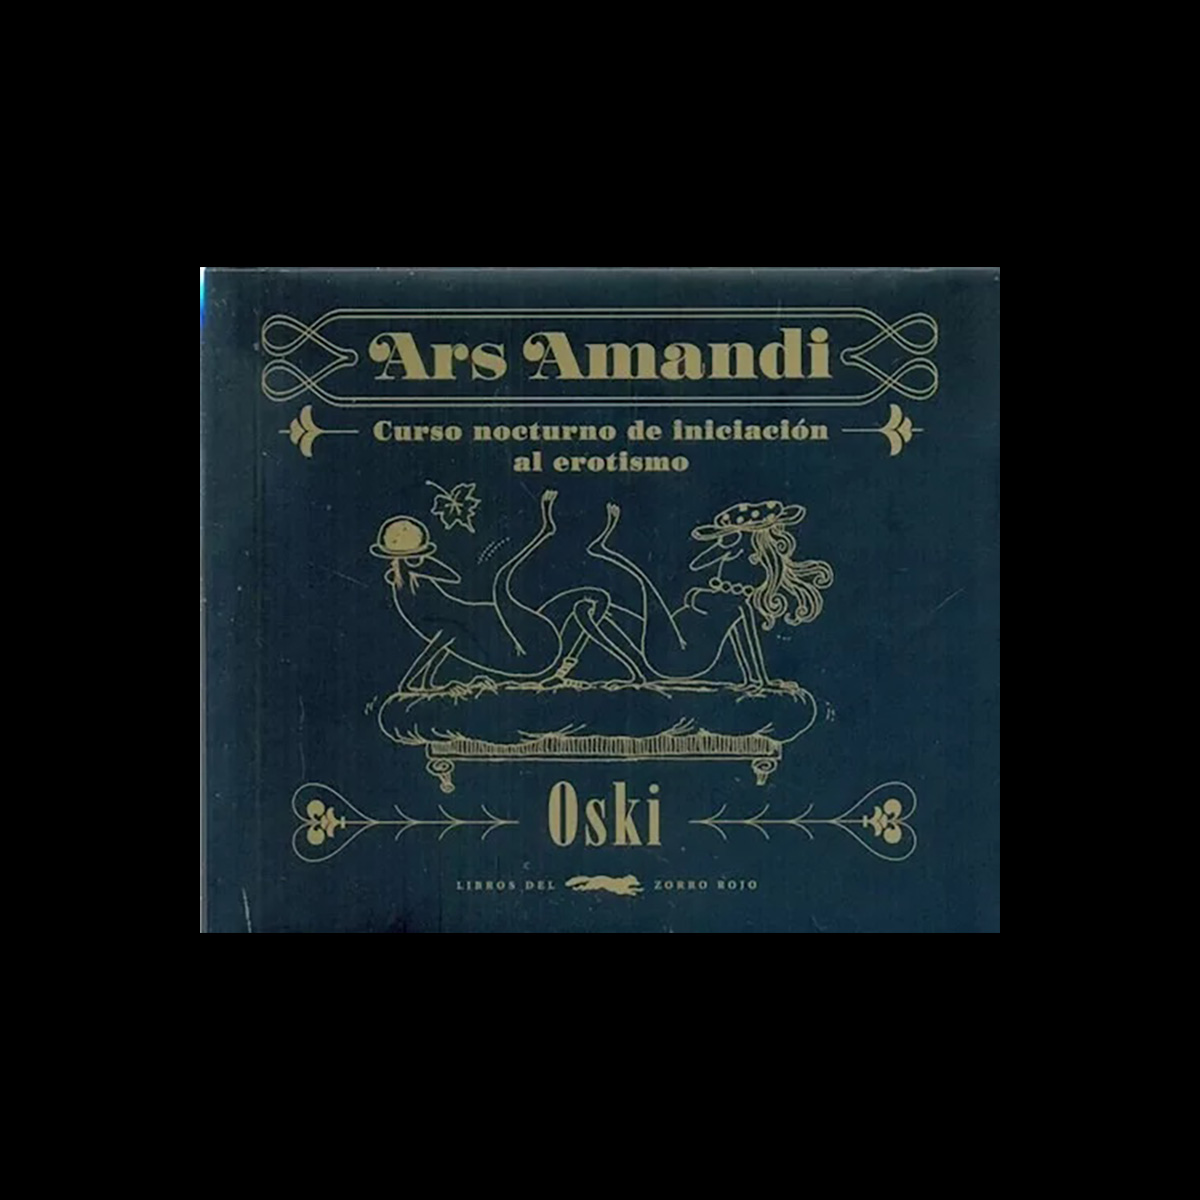 Ars Amandi
Curso nocturno de iniciación
al erotismo
Oski
LIBROS DEL ZORRO ROJO